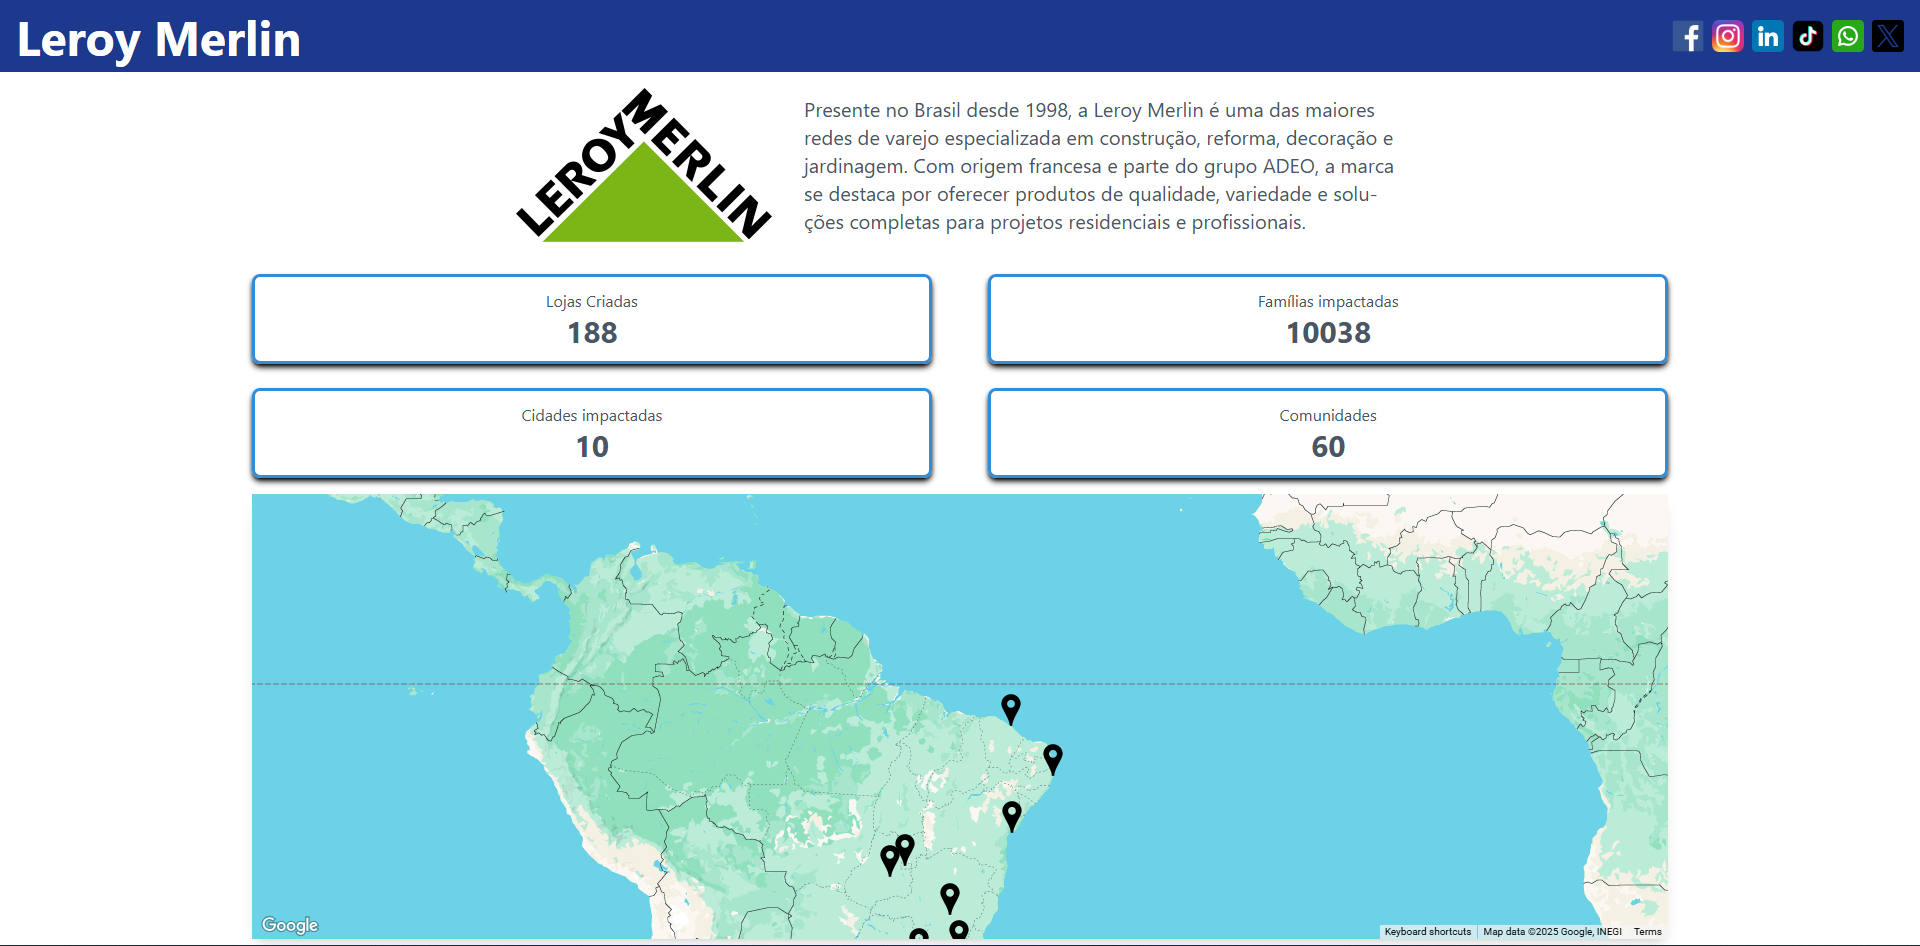 Leroy Merlin
LEROY MERLIN
Presente no Brasil desde 1998, a Leroy Merlin é uma das maiores
redes de varejo especializada em construção, reforma, decoração e
jardinagem. Com origem francesa e parte do grupo ADEO, a marca
se destaca por oferecer produtos de qualidade, variedade e solu-
ções completas para projetos residenciais e profissionais.
Lojas Criadas
188
Famílias impactadas
10038
Cidades impactadas
10
Comunidades
60
Google
Keyboard shortcuts
Map data ©2025 Google, INEGI
Terms